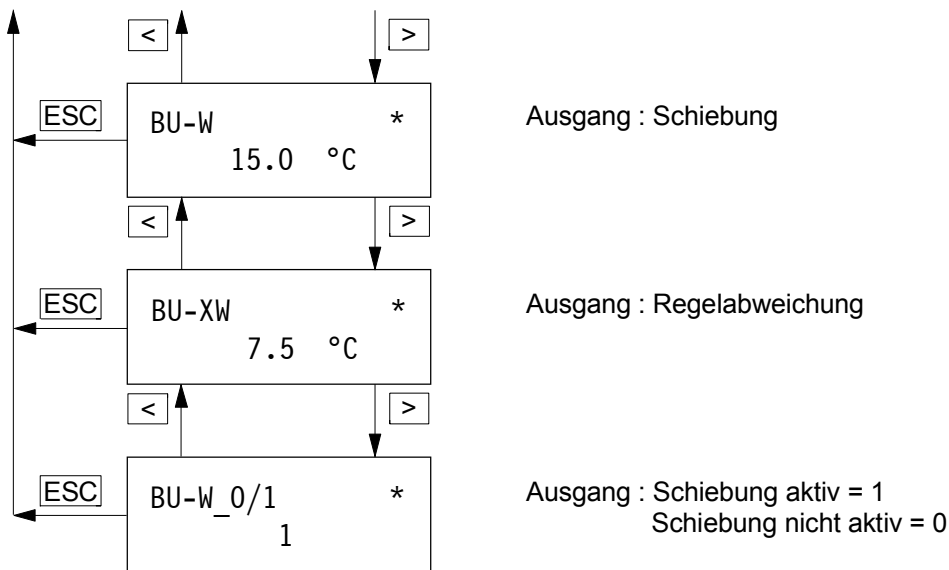 < >
ESC BU-W * Ausgang : Schiebung
15.0 °C
< >
ESC BU-XW * Ausgang : Regelabweichung
7.5 °C
< >
ESC BU-W_0/1 * Ausgang : Schiebung aktiv = 1
1 Schiebung nicht aktiv = 0